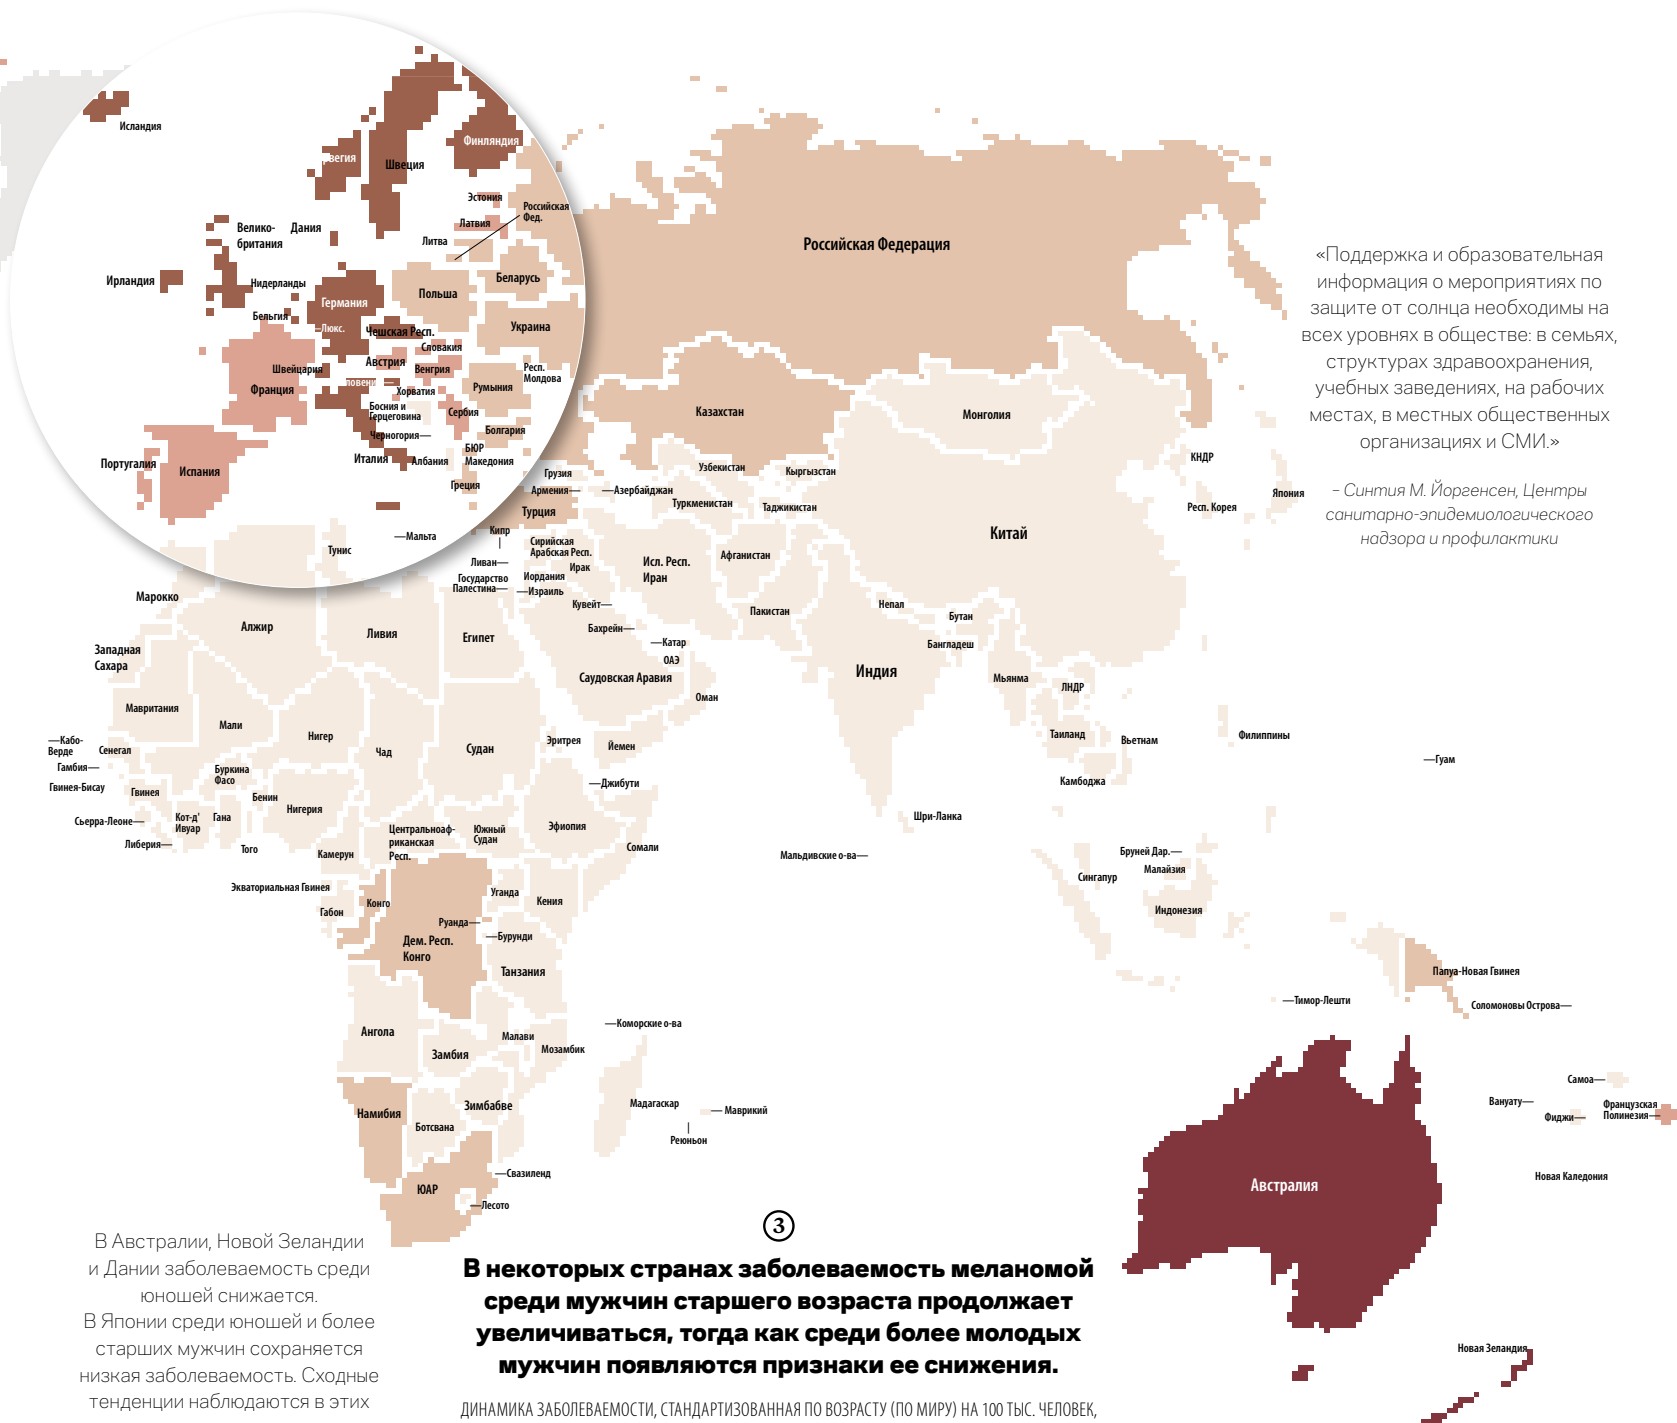 Исландия
Финляндия
Швеция
Эстония
Российская
Фед.
Латвия
Велико-
британия
Дания
Литва
Российская Федерация
«Поддержка и образовательная
информация о мероприятиях по
защите от солнца необходимы на
всех уровнях в обществе: в семьях,
структурах здравоохранения,
учебных заведениях, на рабочих
местах, в местных общественных
организациях и СМИ.»
– Синтия М. Йоргенсен, Центры
санитарно-эпидемиологического
надзора и профилактики
Ирландия
Нидерланды
Германия
Польша
Беларусь
Бельгия
Люкс.
Чешская Респ.
Украина
Словакия
Австрия
Венгрия
Швейцария
Франция
Хорватия
Румыния
Респ.
Молдова
Босния и
Герцеговина
Сербия
Черногория—
Болгария
БЮР
Македония
Италия
Албания
Греция
Португалия
Испания
Казахстан
Монголия
Узбекистан
Кыргызстан
КНДР
Грузия
Армения—
—Азербайджан
Туркменистан
Таджикистан
Япония
Респ. Корея
Турция
Китай
Тунис
—Мальта
Кипр
Сирийская
Арабская Респ.
Ливан—
Ирак
Исл. Респ.
Иран
Афганистан
Государство
Палестина—
Иордания
—Израиль
Кувейт—
Пакистан
Непал
Бутан
Марокко
Алжир
Ливия
Египет
Бахрейн—
—Катар
ОАЭ
Бангладеш
Западная
Сахара
Саудовская Аравия
Индия
Мьянма
ЛНДР
Оман
Мавритания
Мали
Нигер
Чад
Судан
Эритрея
Йемен
Таиланд
Вьетнам
Филиппины
—Кабо-
Верде
Сенегал
Гамбия—
—Гуам
Буркина
Фасо
—Джибути
Камбоджа
Гвинея-Бисау
Гвинея
Бенин
Нигерия
Сьерра-Леоне—
Кот-д'
Ивуар
Гана
Шри-Ланка
Либерия—
Того
Камерун
Центральноаф-
риканская
Респ.
Южный
Судан
Эфиопия
Сомали
Мальдивские о-ва—
Бруней Дар.—
Малайзия
Сингапур
Экваториальная Гвинея
Габон
Конго
Уганда
Кения
Индонезия
Руанда—
—Бурунди
Дем. Респ.
Конго
Танзания
Папуа-Новая Гвинея
—Тимор-Лешти
Соломоновы Острова—
Ангола
Замбия
Малави
Мозамбик
—Коморские о-ва
Самоа—
Намибия
Зимбабве
Ботсвана
Мадагаскар
— Маврикий
Реюньон
Вануату—
Фиджи—
Французская
Полинезия—
—Свазиленд
ЮАР
—Лесото
Австралия
Новая Каледония
Новая Зеландия
В Австралии, Новой Зеландии
и Дании заболеваемость среди
юношей снижается.
В Японии среди юношей и более
старших мужчин сохраняется
низкая заболеваемость. Сходные
тенденции наблюдаются в этих
3
В некоторых странах заболеваемость меланомой
среди мужчин старшего возраста продолжает
увеличиваться, тогда как среди более молодых
мужчин появляются признаки ее снижения.
ДИНАМИКА ЗАБОЛЕВАЕМОСТИ, СТАНДАРТИЗОВАННАЯ ПО ВОЗРАСТУ (ПО МИРУ) НА 100 ТЫС. ЧЕЛОВЕК,